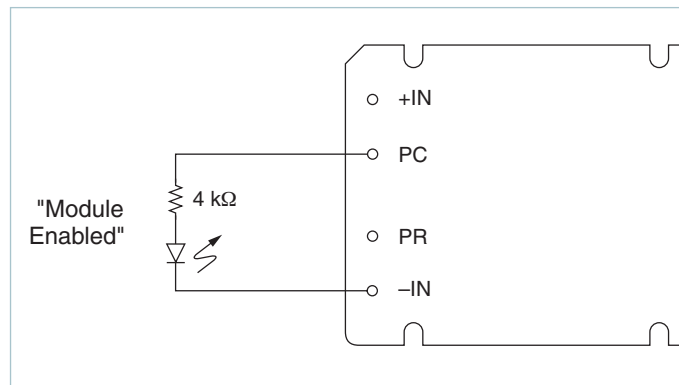 +IN
PC
4 kΩ
"Module
Enabled"
PR
–IN